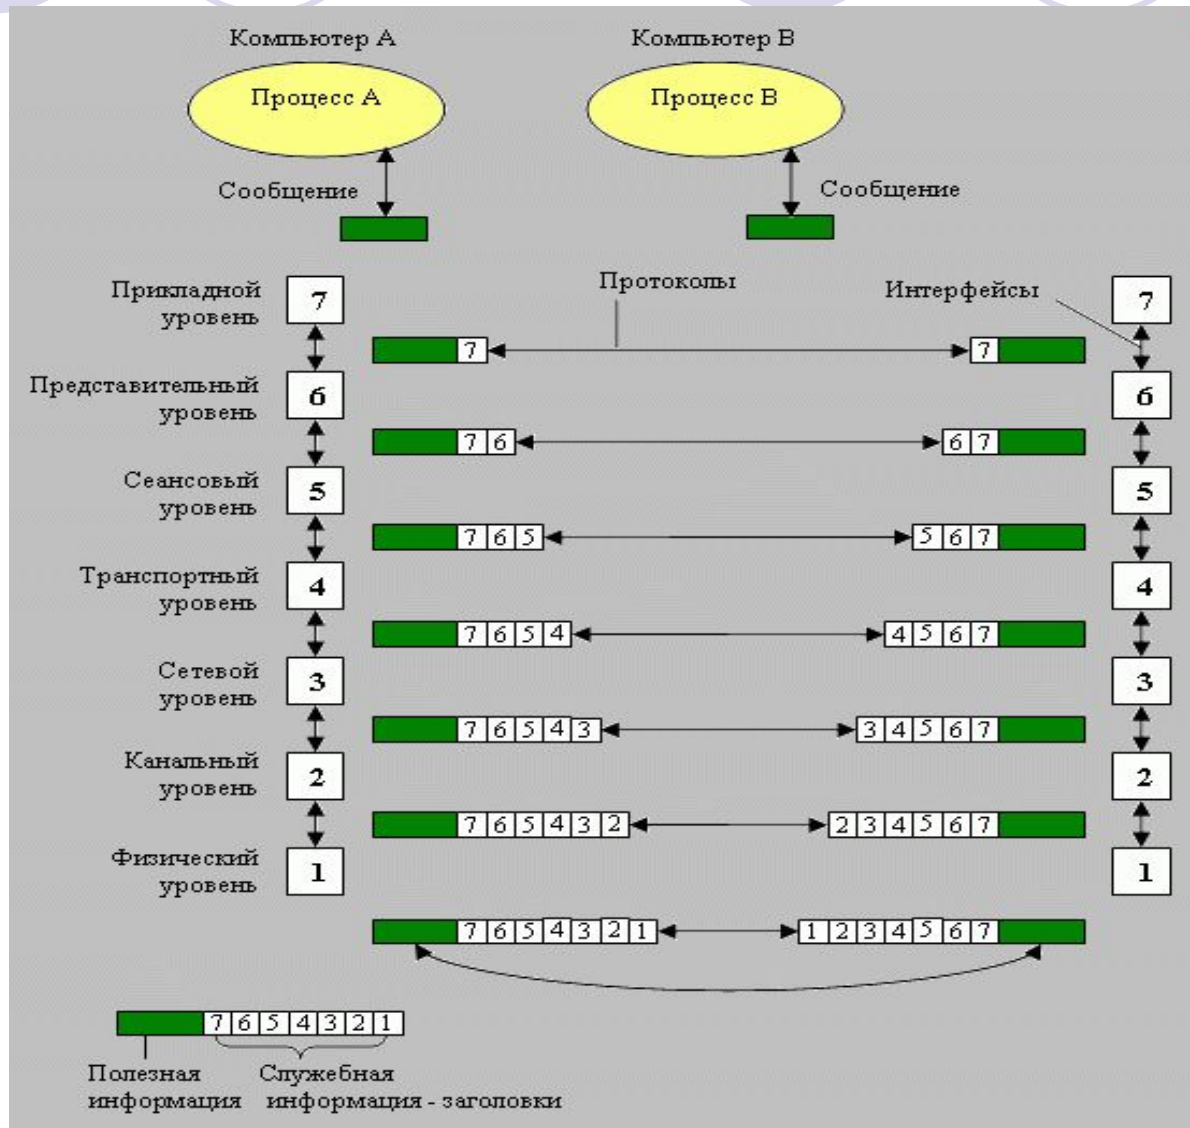 Компьютер А
Компьютер В
Процесс А
Процесс В
Сообщение
Сообщение
Протоколы
Интерфейсы
Прикладной
уровень
7
7
7
7
Представительный
уровень
6
6
7 6
6 7
Сеансовый
уровень
5
5
7 6 5
5 6 7
Транспортный
уровень
4
4
7 6 5 4
4 5 6 7
Сетевой
уровень
3
3
7 6 5 4 3
3 4 5 6 7
Канальный
уровень
2
2
7 6 5 4 3 2
2 3 4 5 6 7
Физический
уровень
1
1
7 6 5 4 3 2 1
1 2 3 4 5 6 7
7 6 5 4 3 2 1
Полезная
информация
Служебная
информация - заголовки